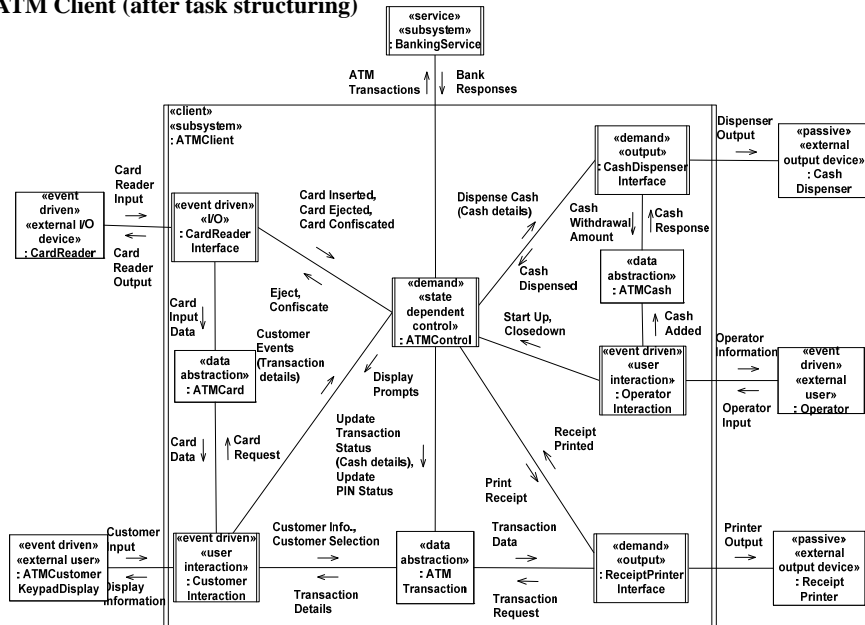 ATM Client (after task structuring)
«service»
«subsystem»
: BankingService
ATM
Transactions
Bank
Responses
«client»
«subsystem»
: ATMClient
Card
Reader
Input
«event
driven»
«external I/O
device»
: CardReader
Card
Reader
Output
«event driven»
«I/O»
: CardReader
Interface
Card Inserted,
Card Ejected,
Card Confiscated
Eject,
Confiscate
Dispense Cash
(Cash details)
Cash
Dispensed
«demand»
«output»
: CashDispenser
Interface
Dispenser
Output
«passive»
«external
output device»
: Cash
Dispenser
Cash
Withdrawal
Amount
Cash
Response
«data
abstraction»
: ATMCash
Cash
Added
«demand»
«state
dependent
control»
: ATMControl
Start Up,
Closedown
«event driven»
«user
interaction»
: Operator
Interaction
Operator
Information
Operator
Input
«event
driven»
«external
user»
: Operator
Card
Input
Data
Customer
Events
(Transaction
details)
«data
abstraction»
: ATMCard
Card
Data
Card
Request
Display
Prompts
Update
Transaction
Status
(Cash details),
Update
PIN Status
Receipt
Printed
Print
Receipt
«event driven»
«external user»
: ATMCustomer
KeypadDisplay
Customer
Input
Display
Information
«event driven»
«user
interaction»
: Customer
Interaction
Customer Info.,
Customer Selection
Transaction
Details
«data
abstraction»
: ATM
Transaction
Transaction
Data
Transaction
Request
«demand»
«output»
: ReceiptPrinter
Interface
Printer
Output
«passive»
«external
output device»
: Receipt
Printer